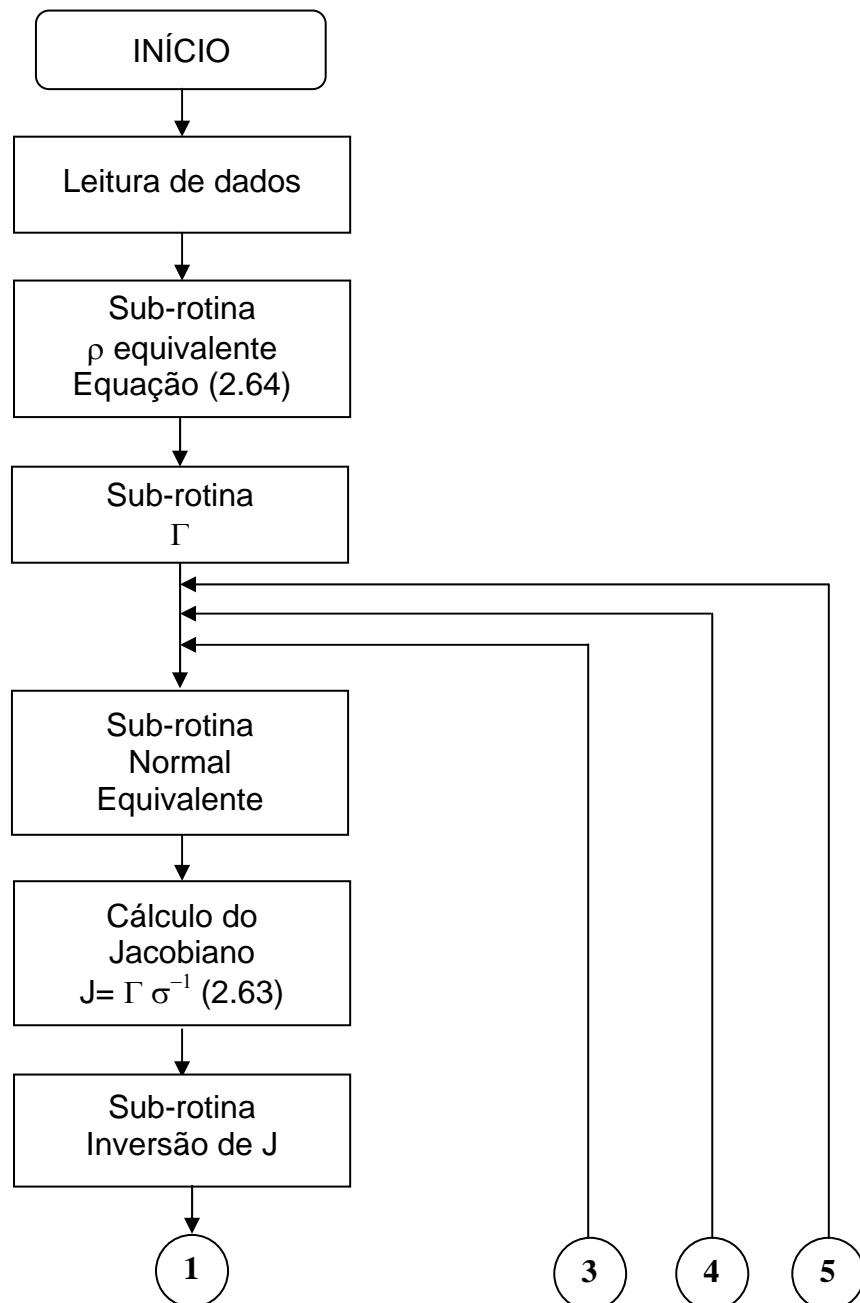 INÍCIO
Leitura de dados
Sub-rotina
ρ equivalente
Equação (2.64)
Sub-rotina
Γ
Sub-rotina
Normal
Equivalente
Cálculo do
Jacobiano
J= Γ σ⁻¹ (2.63)
Sub-rotina
Inversão de J
1
3
4
5